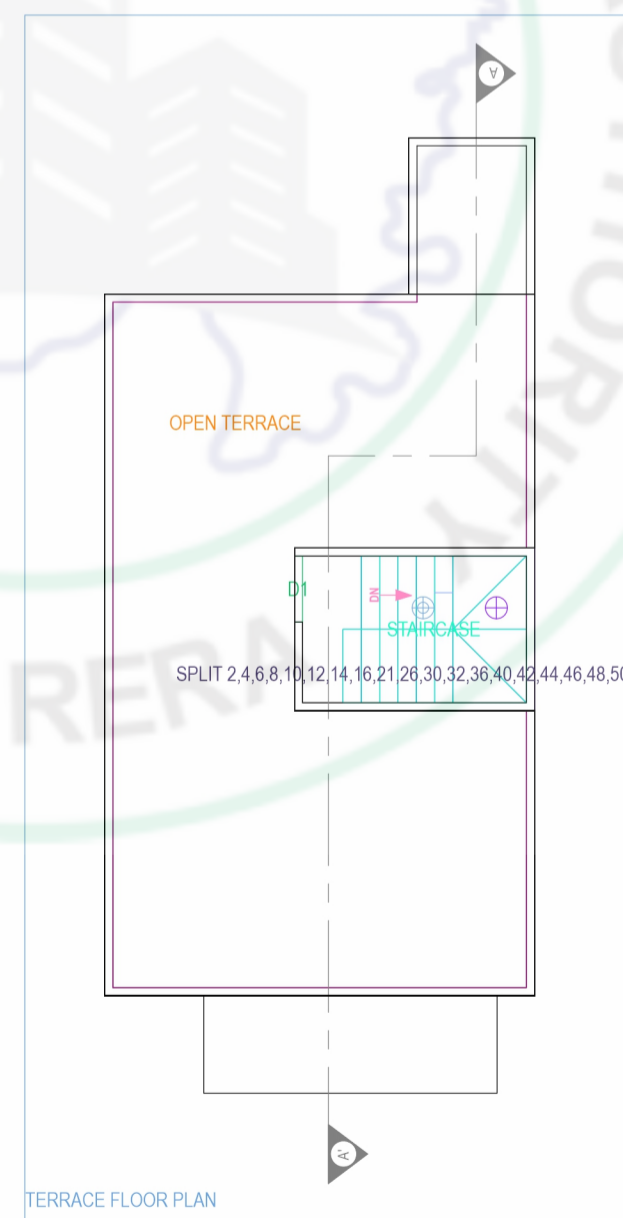 A
OPEN TERRACE
D1
DN
STAIRCASE
SPLIT 2,4,6,8,10,12,14,16,21,26,30,32,36,40,42,44,46,48,50
RERA
A'
TERRACE FLOOR PLAN